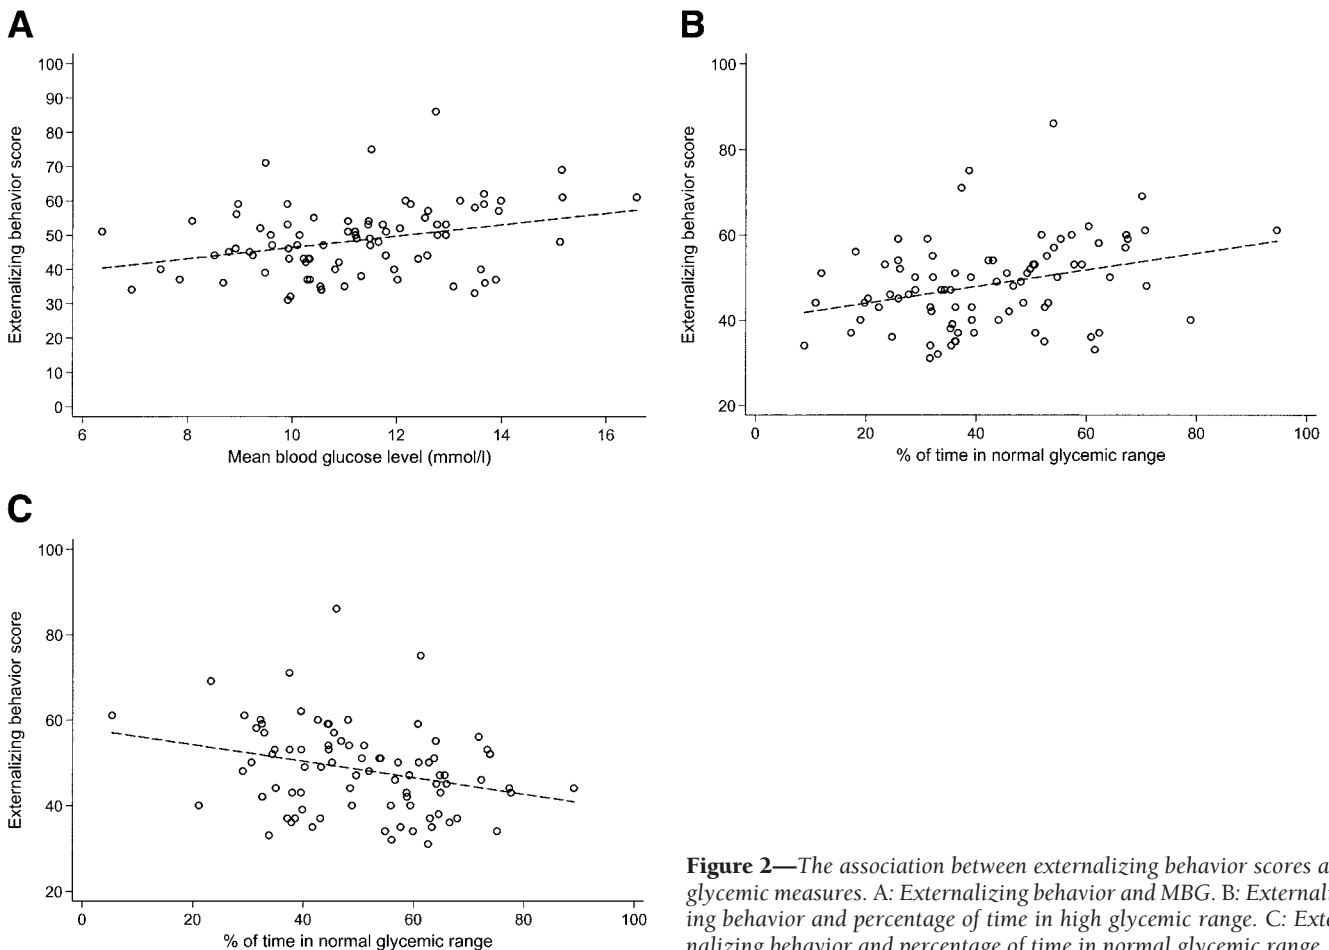 A
Externalizing behavior score
100
90
80
70
60
50
40
30
20
10
0
6 8 10 12 14 16
Mean blood glucose level (mmol/l)
B
Externalizing behavior score
100
80
60
40
20
0 20 40 60 80 100
% of time in normal glycemic range
C
Externalizing behavior score
100
80
60
40
20
0 20 40 60 80 100
% of time in normal glycemic range
Figure 2—The association between externalizing behavior scores a
glycemic measures. A: Externalizing behavior and MBG. B: Externali
ing behavior and percentage of time in high glycemic range. C: Exte
nalizing behavior and percentage of time in normal glycemic range.